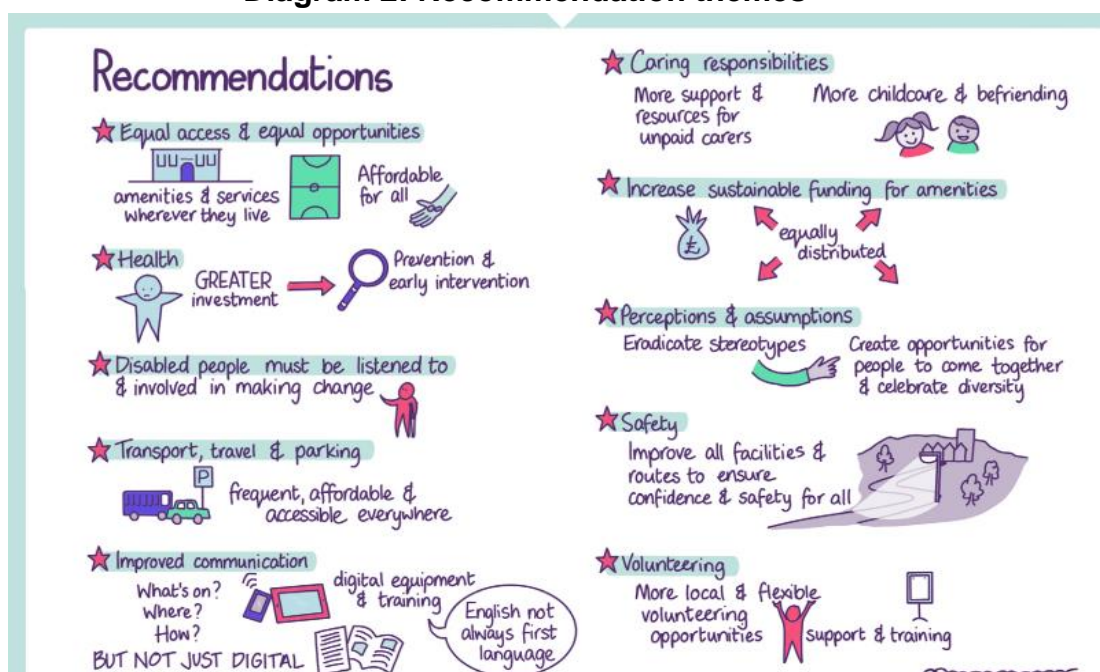 Diagram 2: Recommendation themes
Recommendations
Equal access & equal opportunities
amenities & services
wherever they live
Affordable
for all
Health
GREATER
investment
Prevention &
early intervention
Disabled people must be listened to
& involved in making change
Transport, travel & parking
P
frequent, affordable &
accessible everywhere
Improved communication
What's on?
Where?
How?
BUT NOT JUST DIGITAL
digital equipment
& training
English not
always first
language
Caring responsibilities
More support &
resources for
unpaid carers
More childcare & befriending
Increase sustainable funding for amenities
£
equally
distributed
Perceptions & assumptions
Eradicate stereotypes
Create opportunities for
people to come together
& celebrate diversity
Safety
Improve all facilities &
routes to ensure
confidence & safety for all
Volunteering
More local & flexible
volunteering
opportunities
support & training